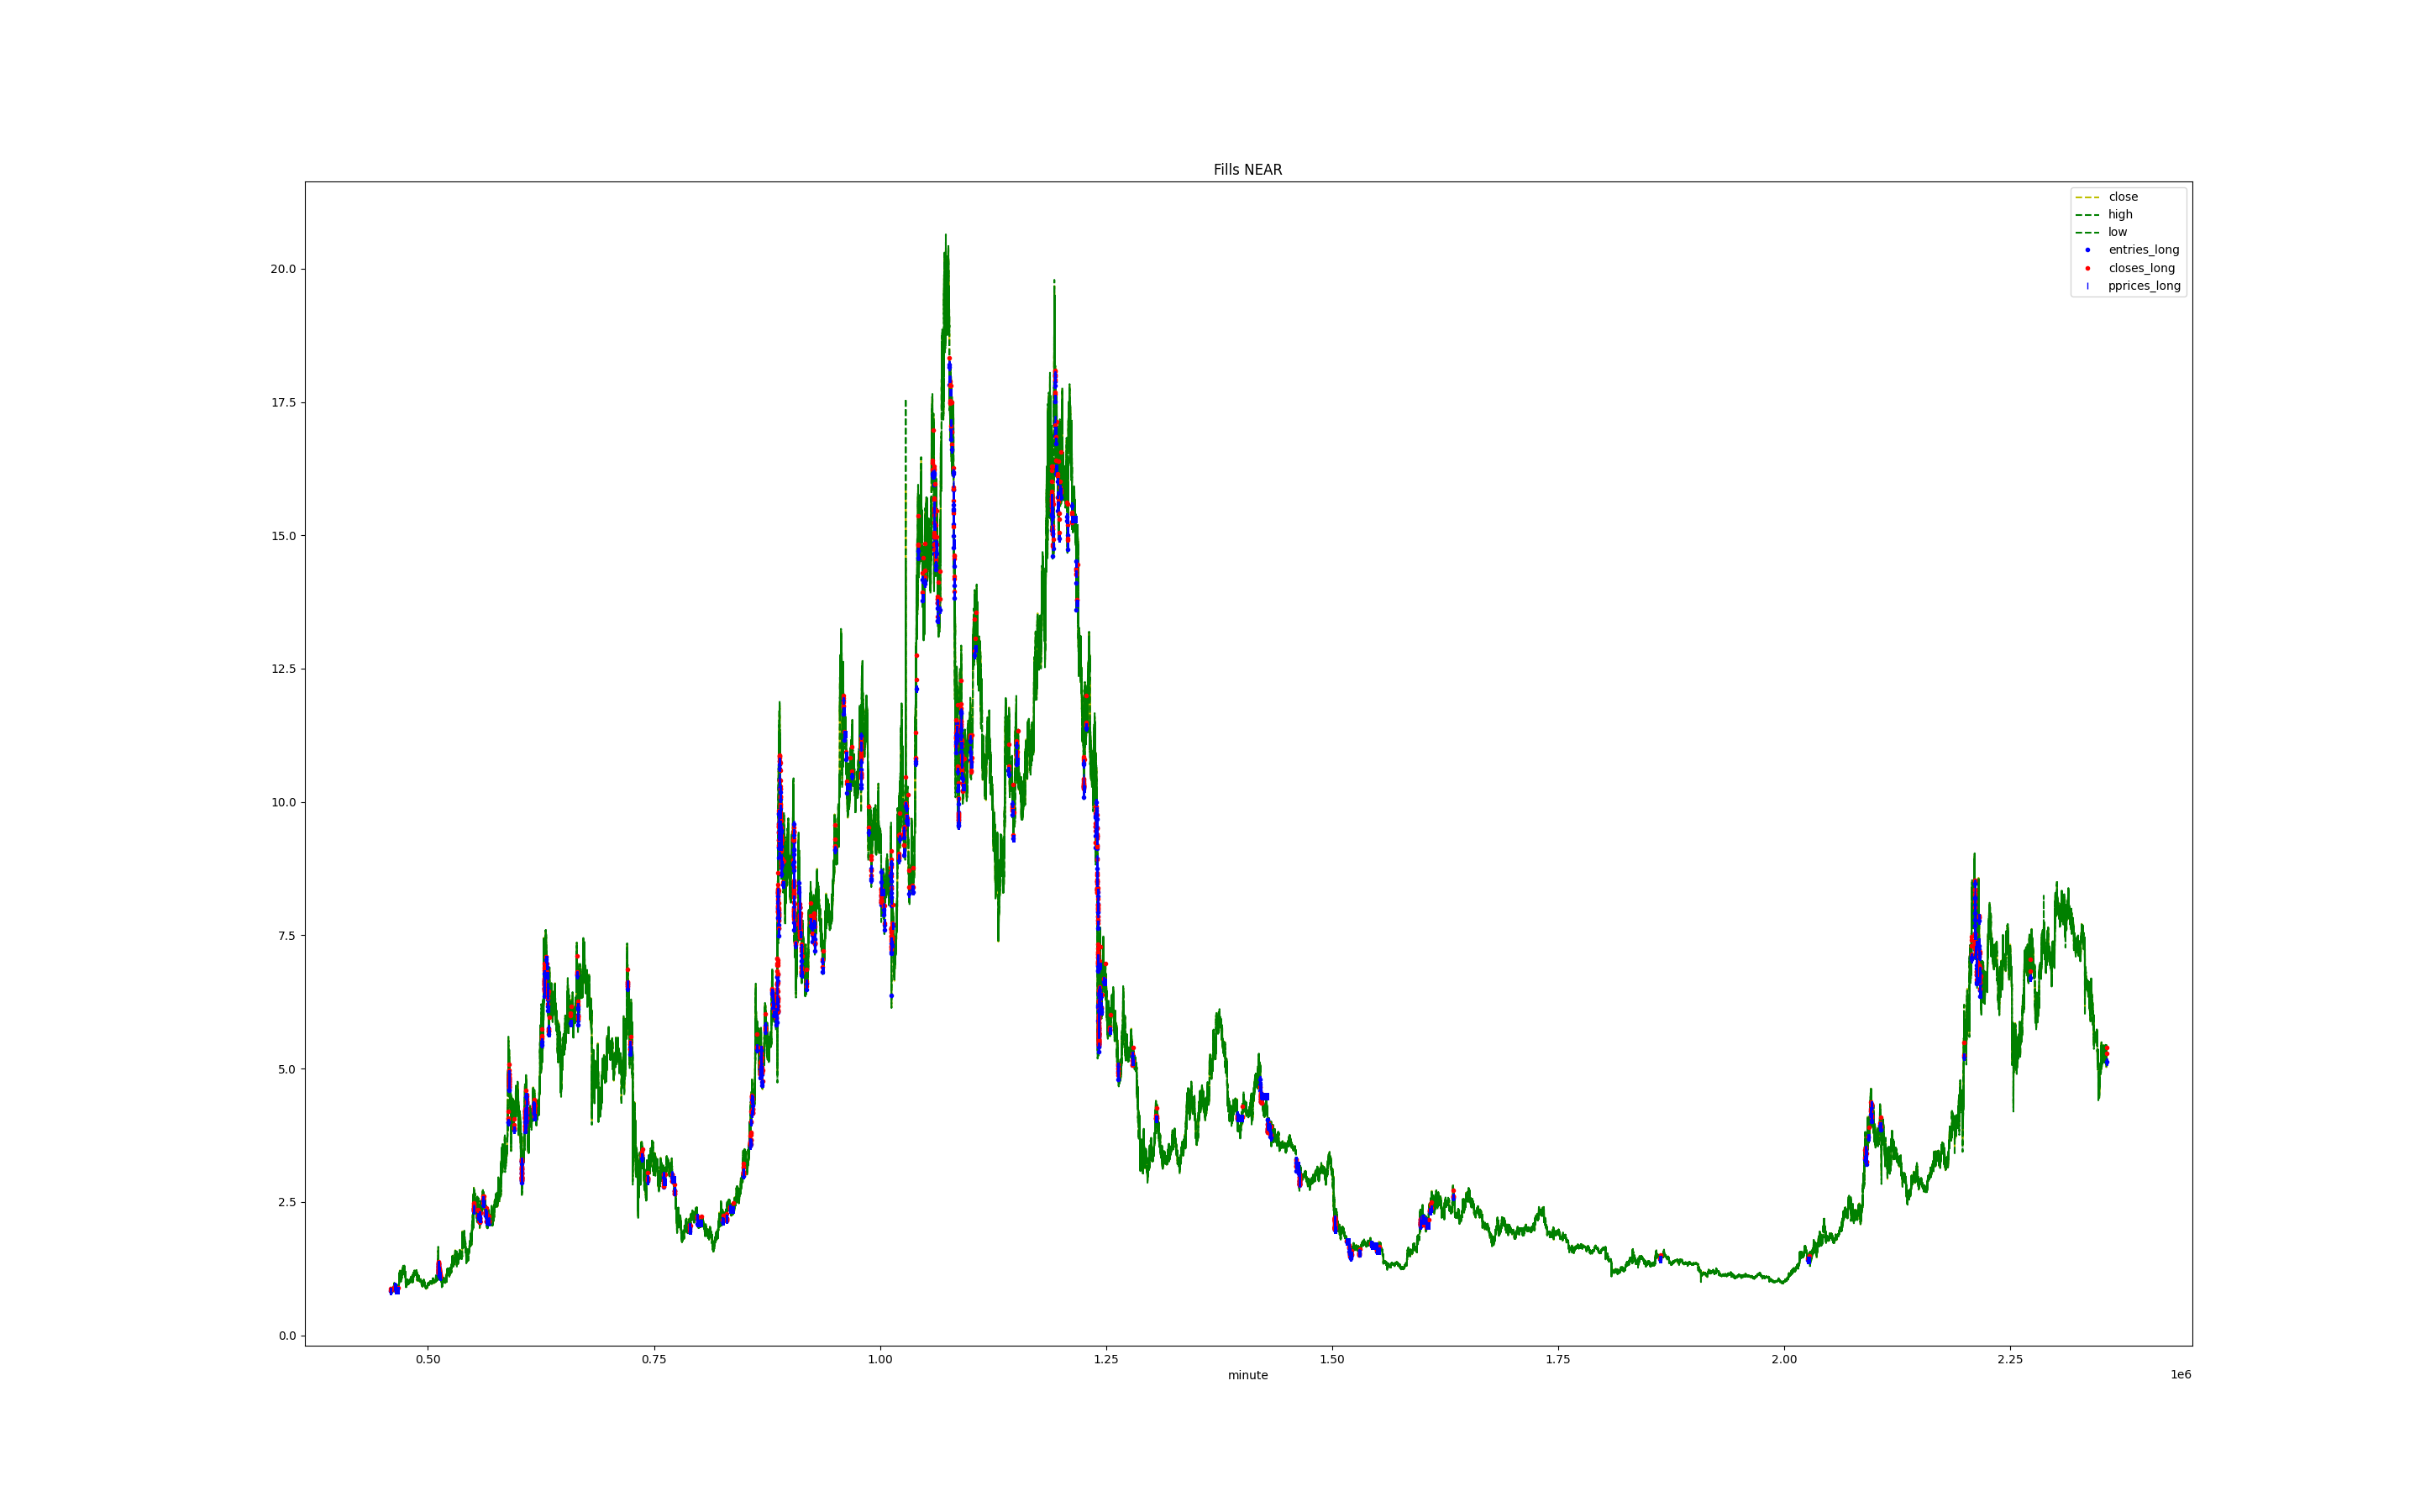 Fills NEAR
close
high
low
entries_long
closes_long
pprices_long
20.0
17.5
15.0
12.5
10.0
7.5
5.0
2.5
0.0
0.50 0.75 1.00 1.25 1.50 1.75 2.00 2.25
minute
1e6